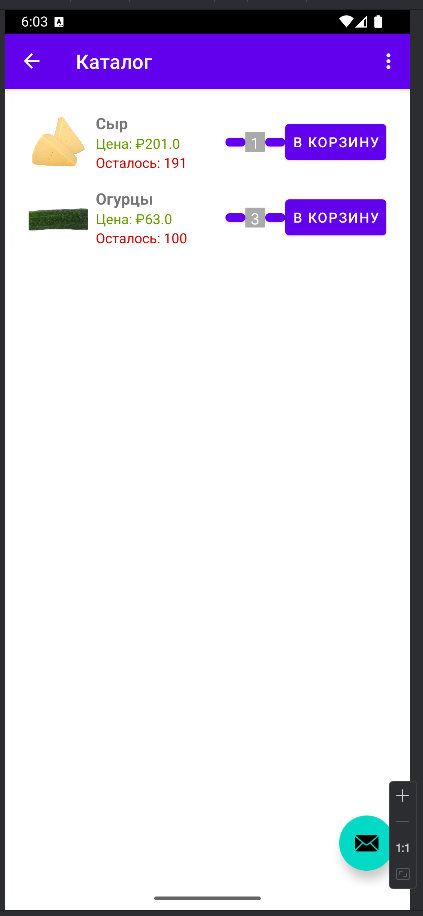 6:03 A
Каталог
Сыр
Цена: ₽201.0
Осталось: 191
1
В КОРЗИНУ
Огурцы
Цена: ₽63.0
Осталось: 100
3
В КОРЗИНУ
1:1